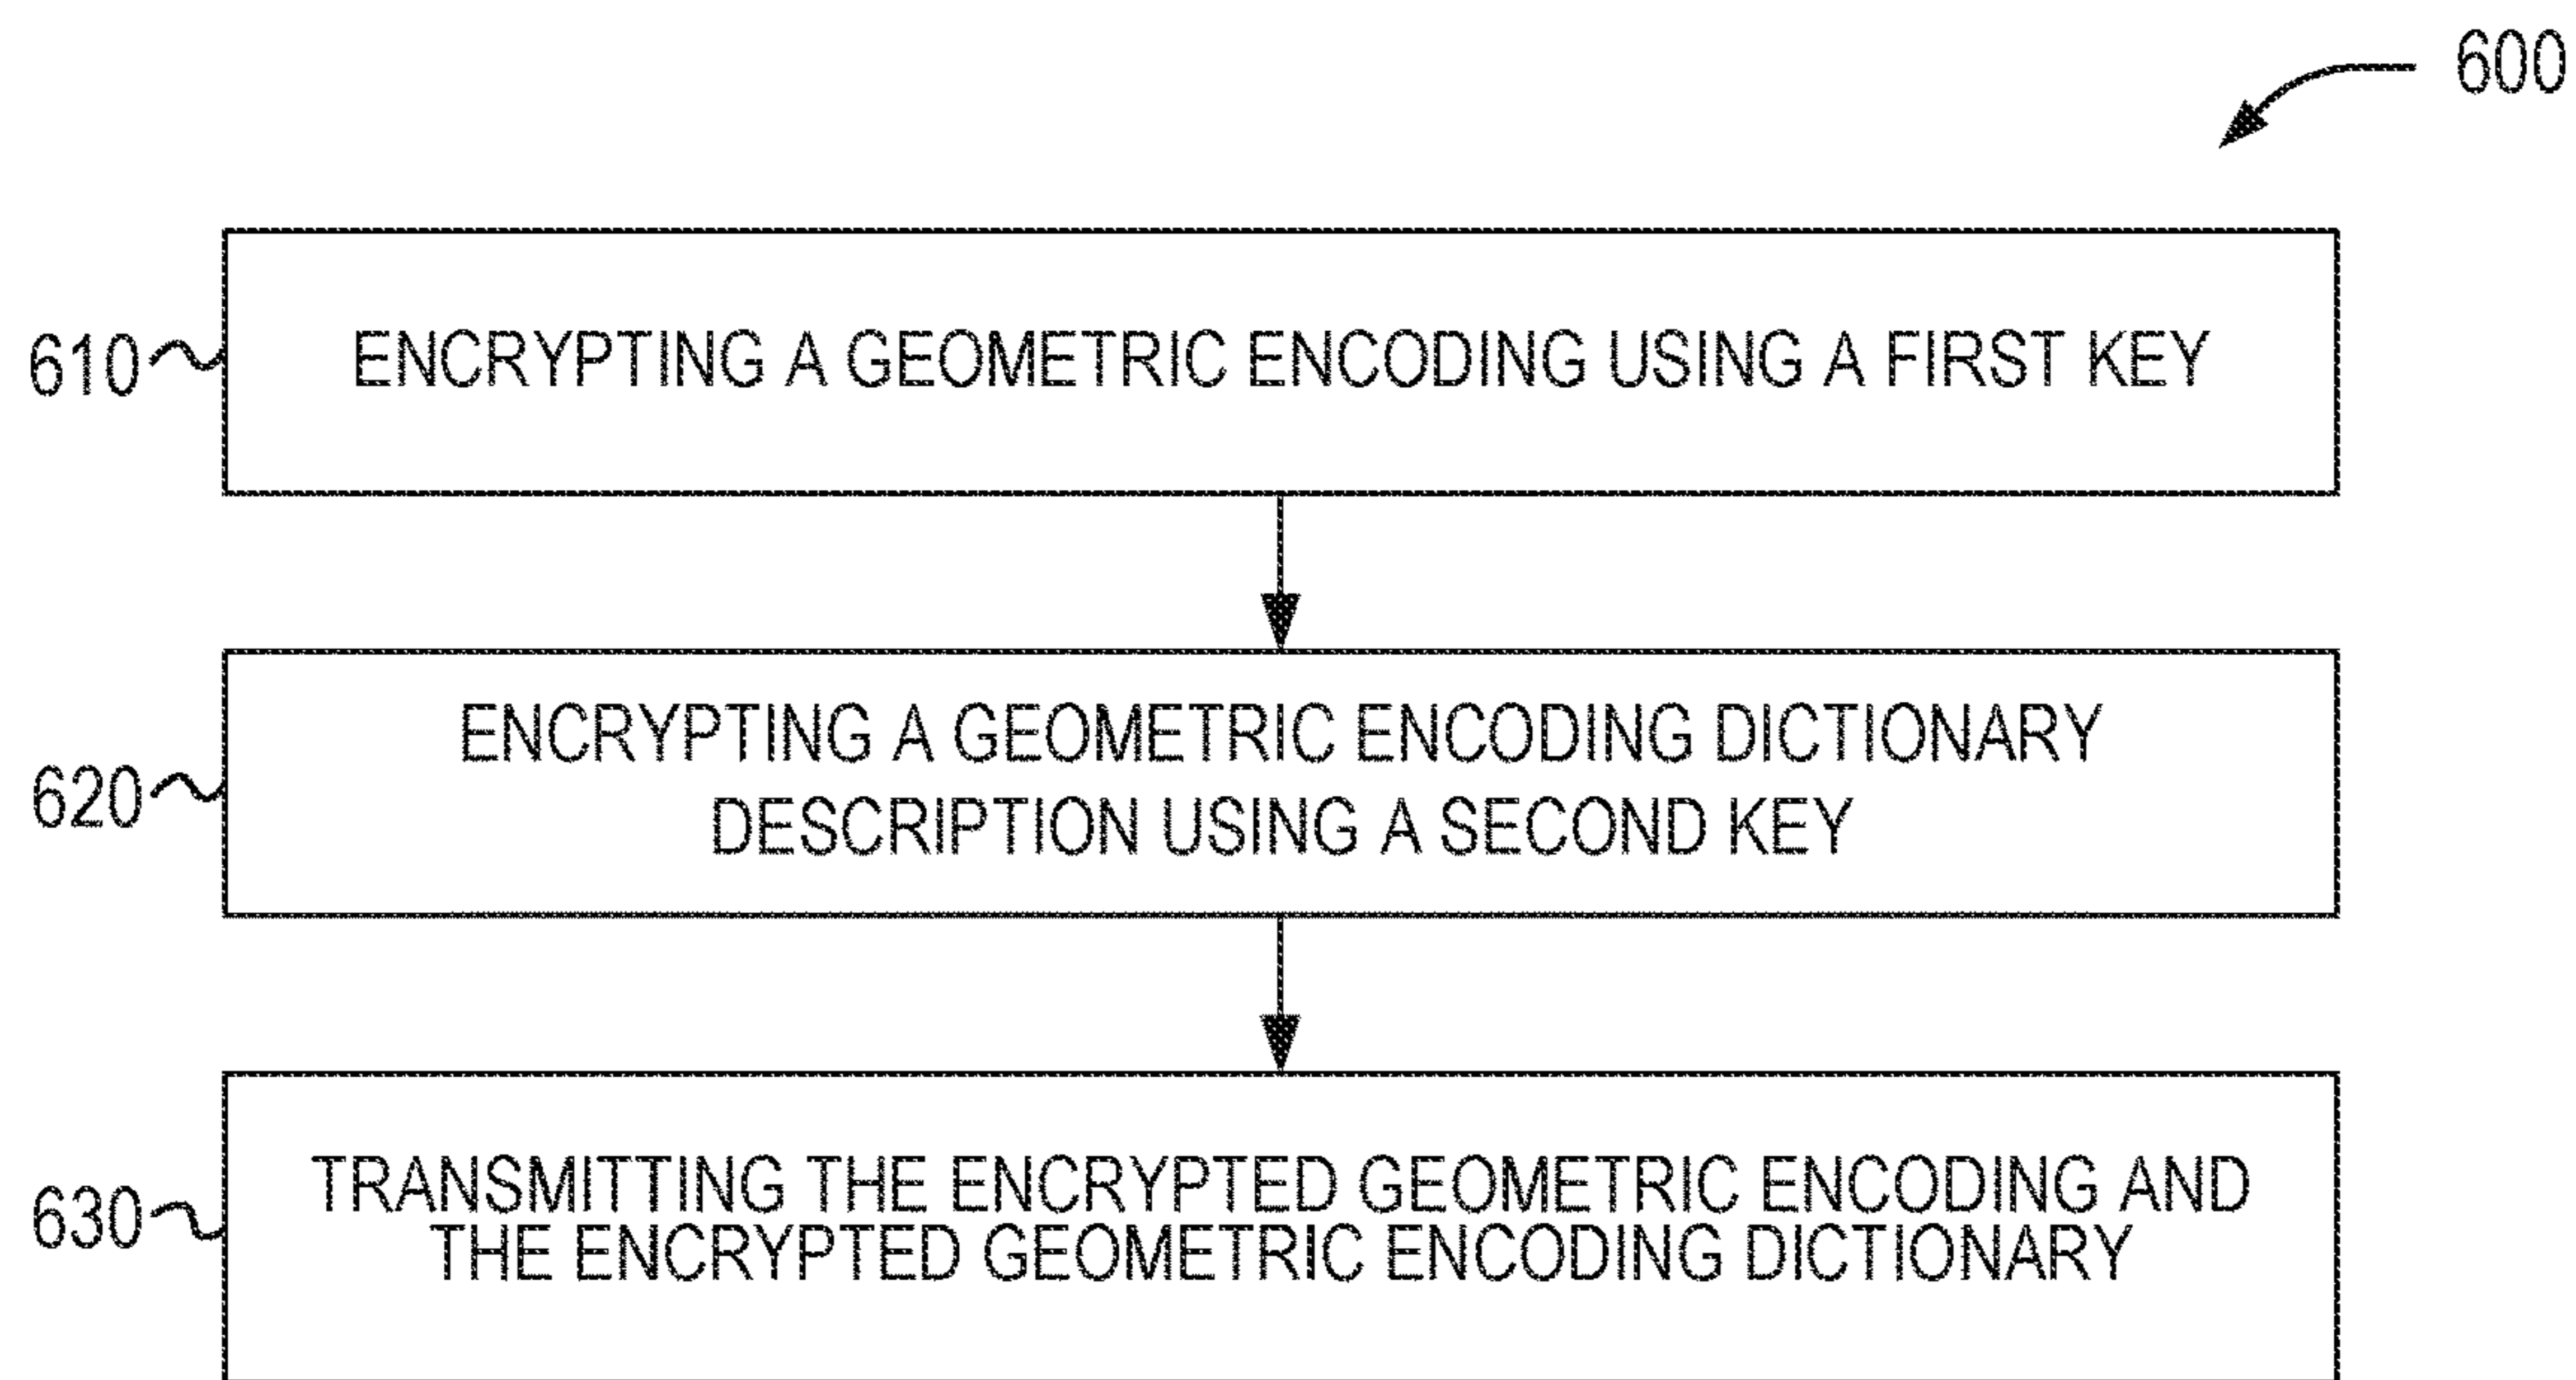 600
610
ENCRYPTING A GEOMETRIC ENCODING USING A FIRST KEY
620
ENCRYPTING A GEOMETRIC ENCODING DICTIONARY
DESCRIPTION USING A SECOND KEY
630
TRANSMITTING THE ENCRYPTED GEOMETRIC ENCODING AND
THE ENCRYPTED GEOMETRIC ENCODING DICTIONARY